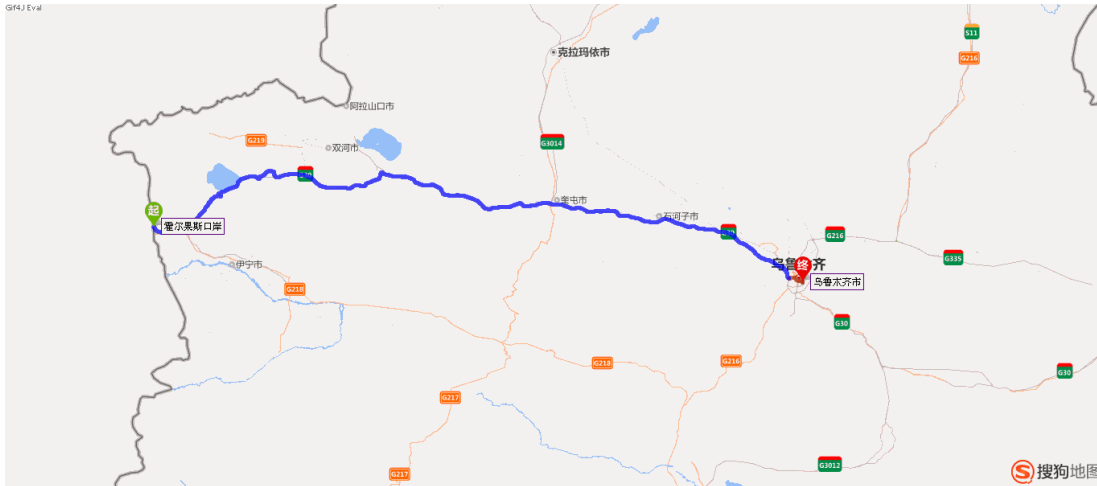 Gif4J Eval
S11
G216
克拉玛依市
阿拉山口市
G219
双河市
G3014
起
霍尔果斯口岸
奎屯市
石河子市
G216
G335
伊宁市
乌鲁
终
齐
乌鲁木齐市
G218
G30
G218
G216
G30
G217
G217
G3012
搜狗地图